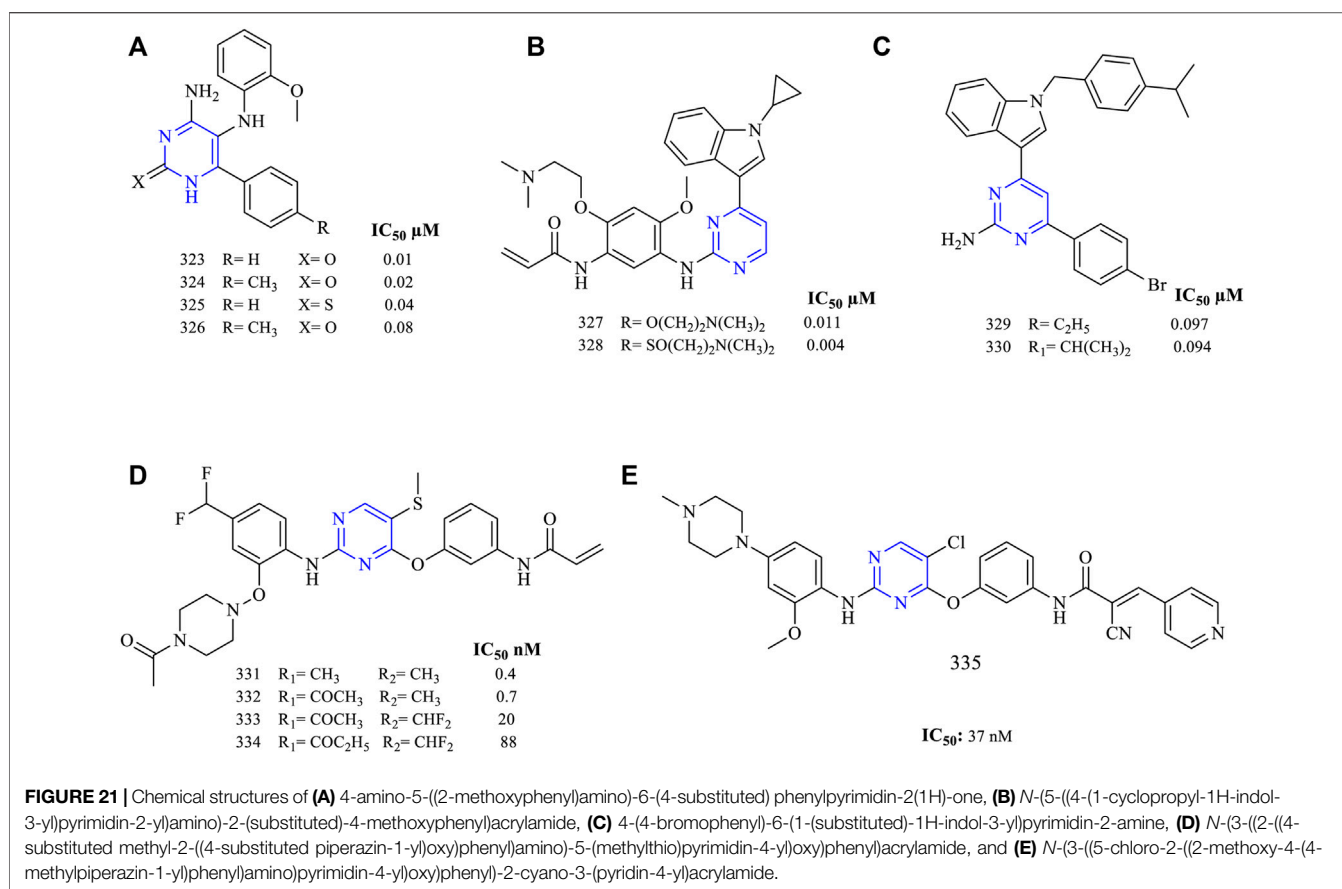 A
NH2
NH
O
N
X
N
H
R
IC50 µM
323 R= H X= O 0.01
324 R= CH3 X= O 0.02
325 R= H X= S 0.04
326 R= CH3 X= O 0.08
B
N
N
O
O
O
N
H
N
H
N
N
IC50 µM
327 R= O(CH2)2N(CH3)2 0.011
328 R= SO(CH2)2N(CH3)2 0.004
C
N
N
H2N
N
Br
IC50 µM
329 R= C2H5 0.097
330 R1= CH(CH3)2 0.094
D
F
F
S
N
O
N
H
N
O
N
H
O
N
N
O
IC50 nM
331 R1= CH3 R2= CH3 0.4
332 R1= COCH3 R2= CH3 0.7
333 R1= COCH3 R2= CHF2 20
334 R1= COC2H5 R2= CHF2 88
E
N
N
N
Cl
O
N
H
N
O
N
H
O
CN
N
335
IC50: 37 nM
FIGURE 21 | Chemical structures of (A) 4-amino-5-((2-methoxyphenyl)amino)-6-(4-substituted) phenylpyrimidin-2(1H)-one, (B) N-(5-((4-(1-cyclopropyl-1H-indol-
3-yl)pyrimidin-2-yl)amino)-2-(substituted)-4-methoxyphenyl)acrylamide, (C) 4-(4-bromophenyl)-6-(1-(substituted)-1H-indol-3-yl)pyrimidin-2-amine, (D) N-(3-((2-((4-
substituted methyl-2-((4-substituted piperazin-1-yl)oxy)phenyl)amino)-5-(methylthio)pyrimidin-4-yl)oxy)phenyl)acrylamide, and (E) N-(3-((5-chloro-2-((2-methoxy-4-(4-
methylpiperazin-1-yl)phenyl)amino)pyrimidin-4-yl)oxy)phenyl)-2-cyano-3-(pyridin-4-yl)acrylamide.